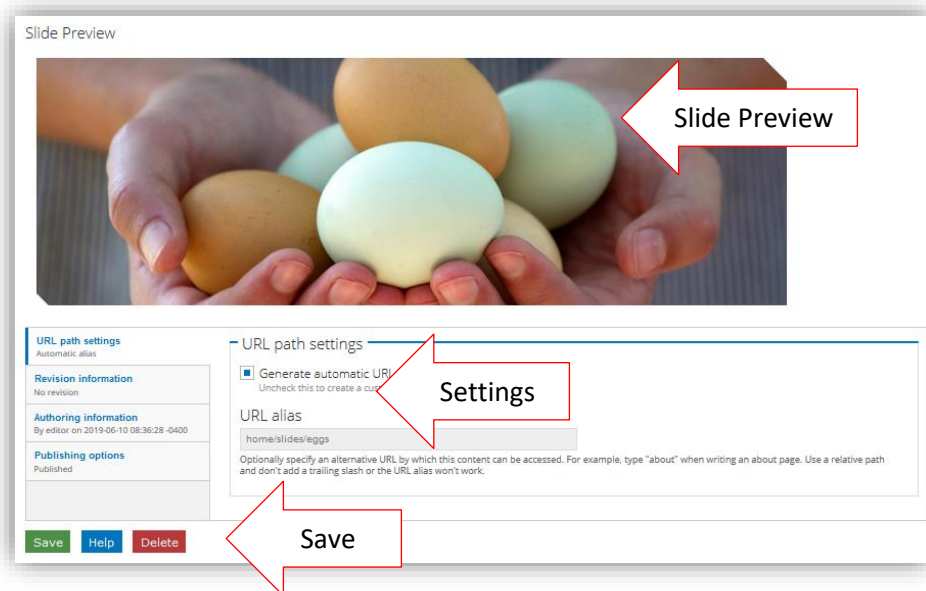 Slide Preview
Slide Preview
URL path settings
Automatic alias
Revision information
No revision
Authoring information
By editor on 2019-06-10 08:36:28 -0400
Publishing options
Published
URL path settings
Generate automatic URL
Uncheck this to create a
Settings
URL alias
home/slides/eggs
Optionally specify an alternative URL by which this content can be accessed. For example, type "about" when writing an about page. Use a relative path
and don't add a trailing slash or the URL alias won't work.
Save
Help
Delete
Save